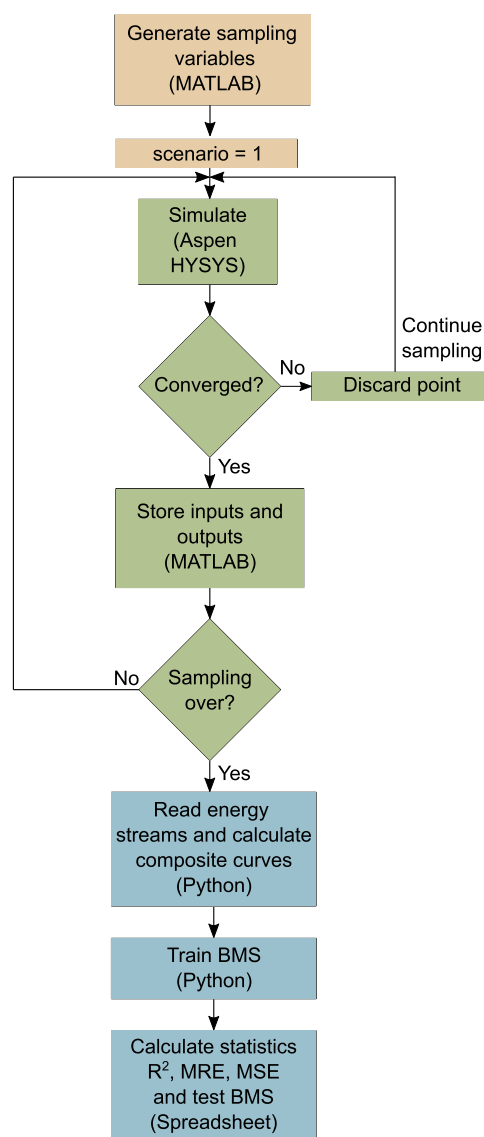 Generate sampling
variables
(MATLAB)
scenario = 1
Simulate
(Aspen
HYSYS)
Continue
sampling
Converged?
No
Discard point
Yes
Store inputs and
outputs
(MATLAB)
No
Sampling
over?
Yes
Read energy
streams and calculate
composite curves
(Python)
Train BMS
(Python)
Calculate statistics
R², MRE, MSE
and test BMS
(Spreadsheet)